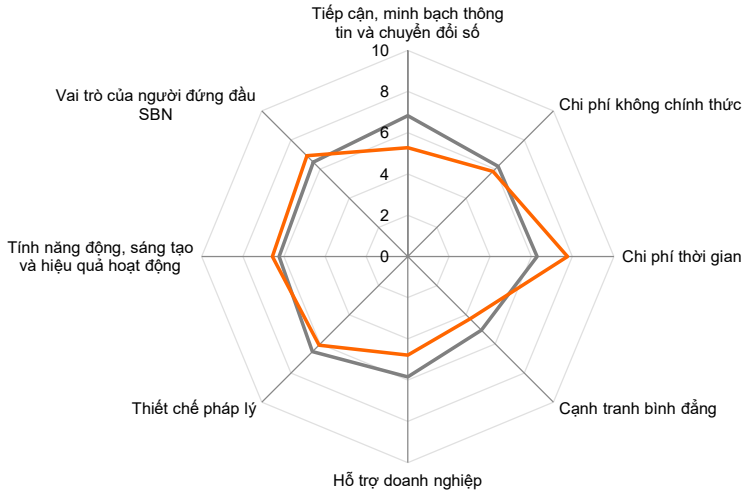 Tiếp cận, minh bạch thông
tin và chuyển đổi số
10
8
6
4
2
0
Chi phí không chính thức
Chi phí thời gian
Cạnh tranh bình đẳng
Hỗ trợ doanh nghiệp
Thiết chế pháp lý
Tính năng động, sáng tạo
và hiệu quả hoạt động
Vai trò của người đứng đầu
SBN